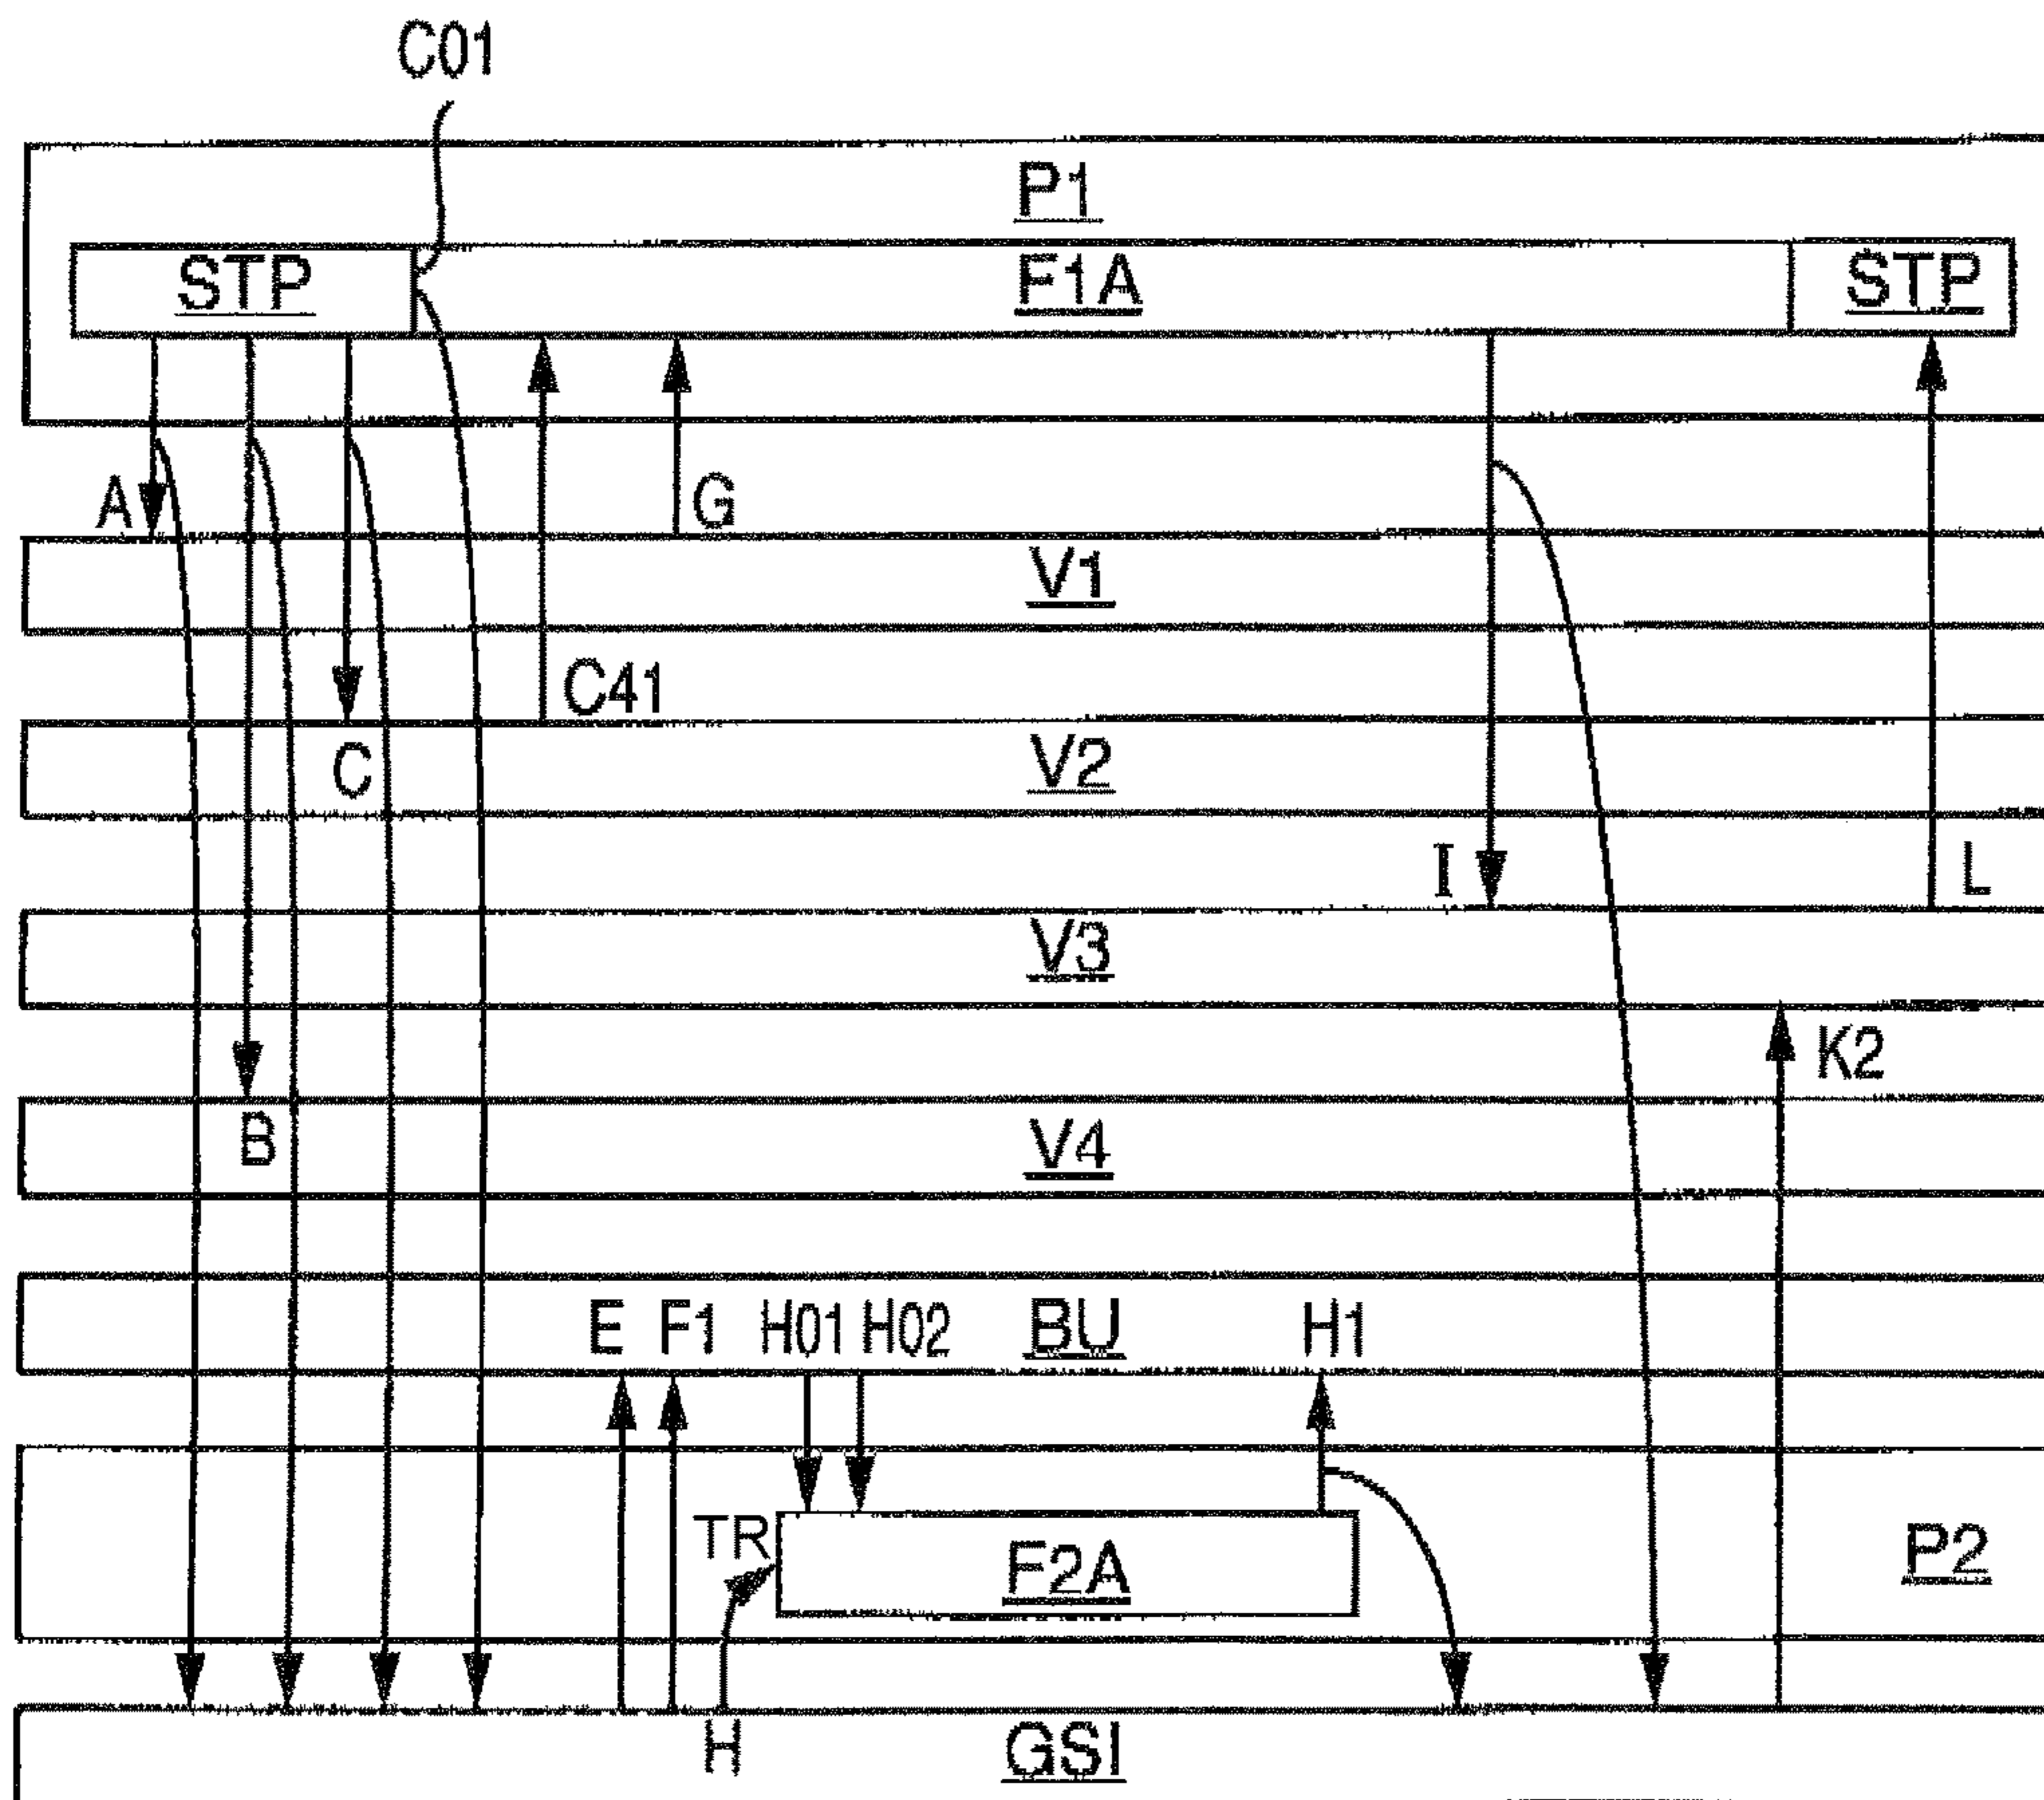 C01
P1
STP F1A STP
A G
V1
C41
C V2
I L
V3
K2
B V4
E F1 H01 H02 BU H1
TR
F2A P2
H GSI